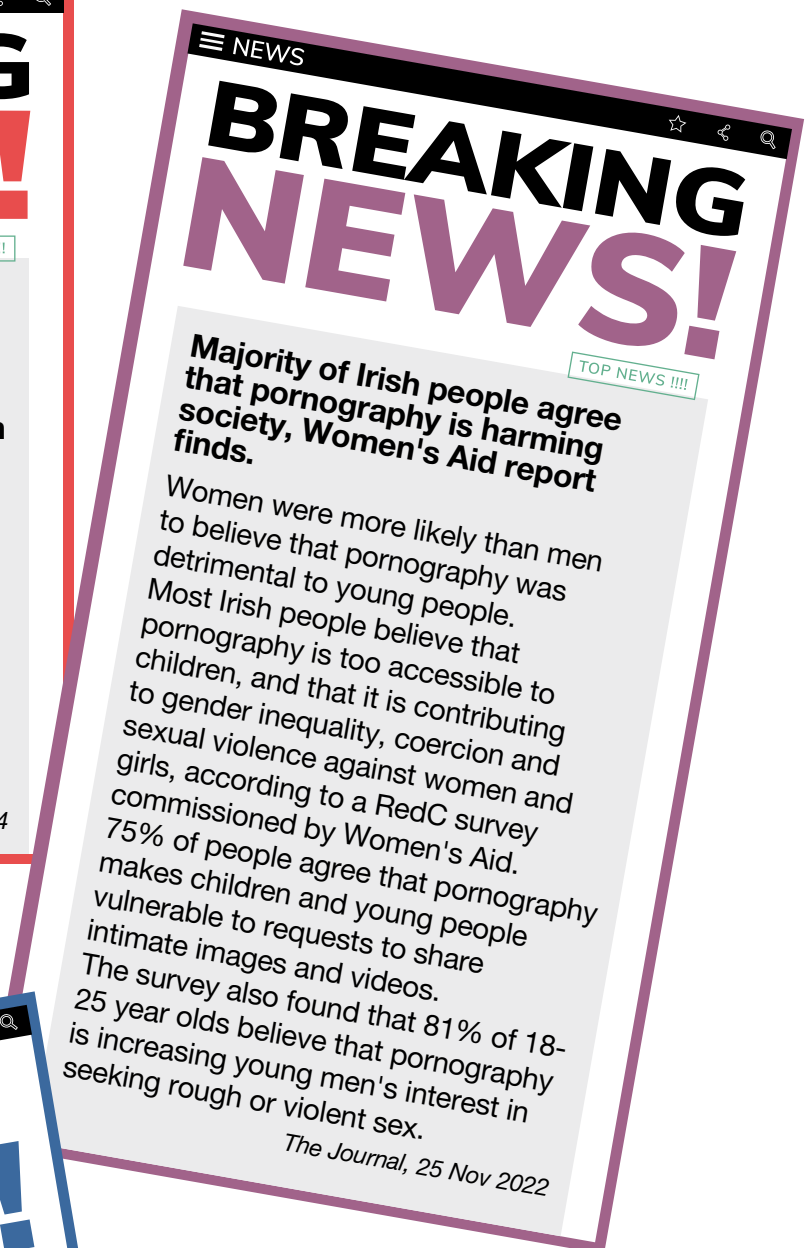 NEWS
BREAKING
NEWS!
TOP NEWS !!!!
Majority of Irish people agree
that pornography is harming
society, Women's Aid report
finds.
Women were more likely than men
to believe that pornography was
detrimental to young people.
Most Irish people believe that
pornography is too accessible to
children, and that it is contributing
to gender inequality, coercion and
sexual violence against women and
girls, according to a RedC survey
commissioned by Women's Aid.
75% of people agree that pornography
makes children and young people
vulnerable to requests to share
intimate images and videos.
The survey also found that 81% of 18-
25 year olds believe that pornography
is increasing young men's interest in
seeking rough or violent sex.
The Journal, 25 Nov 2022
G
!
!!
4
!